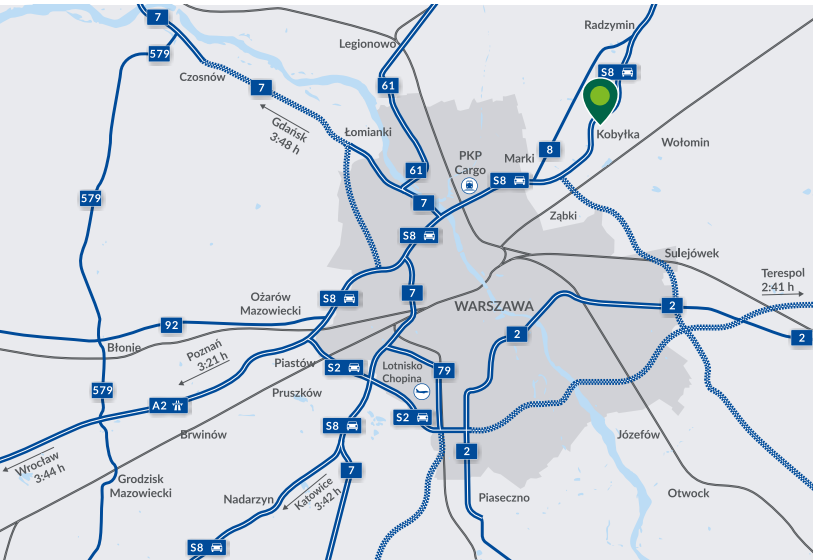 7
Radzymin
Legionowo
579
S8
Czosnów
61
7
Gdańsk
3:48 h
Łomianki
Kobyłka
Wołomin
8
PKP
Cargo
Marki
61
S8
579
7
Ząbki
S8
Sulejówek
Terespol
2:41 h
7
S8
Ożarów
Mazowiecki
WARSZAWA
2
92
2
2
Błonie
Poznań
3:21 h
Piastów
S2
Lotnisko
Chopina
79
579
Pruszków
A2
S2
S8
Brwinów
Józefów
2
Wrocław
3:44 h
7
Grodzisk
Mazowiecki
Nadarzyn
Katowice
3:42 h
Piaseczno
Otwock
S8